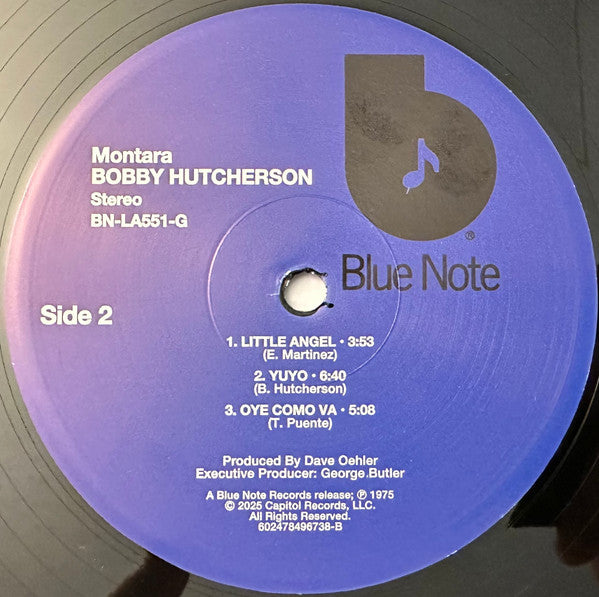 Montara
BOBBY HUTCHERSON
Stereo
BN-LA551-G
®
Blue Note
Side 2
1. LITTLE ANGEL • 3:53
(E. Martinez)
2. YUYO • 6:40
(B. Hutcherson)
3. OYE COMO VA • 5:08
(T. Puente)
Produced By Dave Oehler
Executive Producer: George Butler
A Blue Note Records release; ℗ 1975
© 2025 Capitol Records, LLC.
All Rights Reserved.
602478496738-B